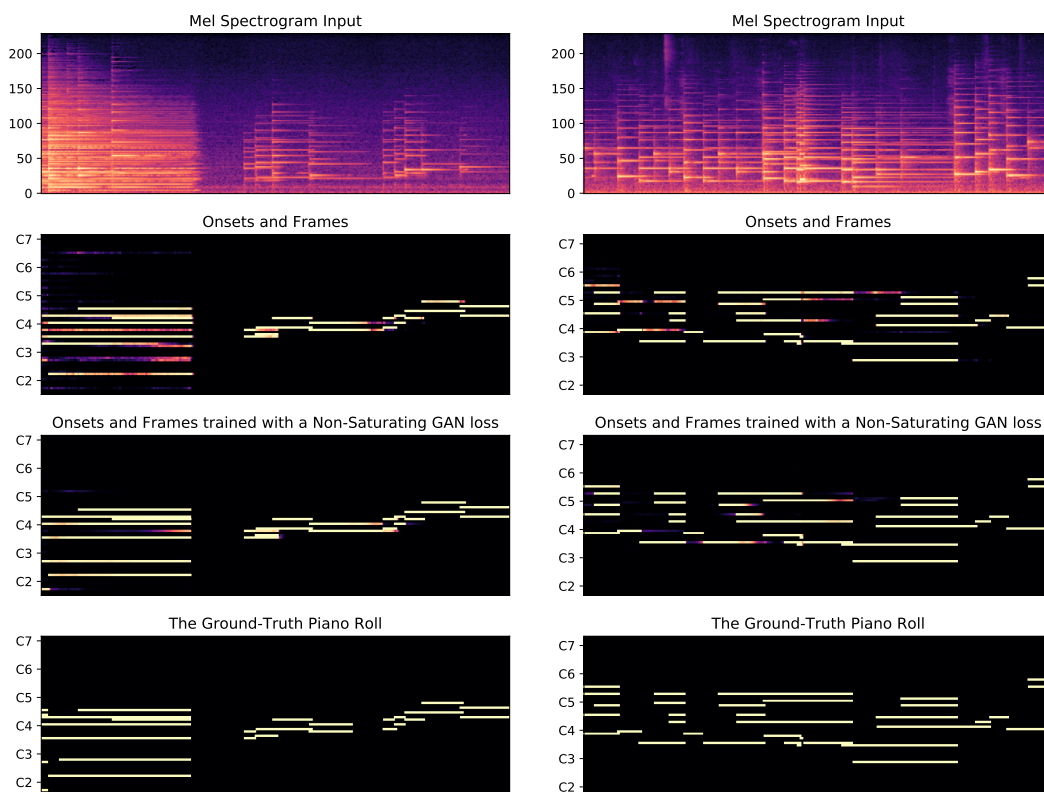 Mel Spectrogram Input
200
150
100
50
0
Mel Spectrogram Input
200
150
100
50
0
Onsets and Frames
C7
C6
C5
C4
C3
C2
Onsets and Frames
C7
C6
C5
C4
C3
C2
Onsets and Frames trained with a Non-Saturating GAN loss
C7
C6
C5
C4
C3
C2
Onsets and Frames trained with a Non-Saturating GAN loss
C7
C6
C5
C4
C3
C2
The Ground-Truth Piano Roll
C7
C6
C5
C4
C3
C2
The Ground-Truth Piano Roll
C7
C6
C5
C4
C3
C2